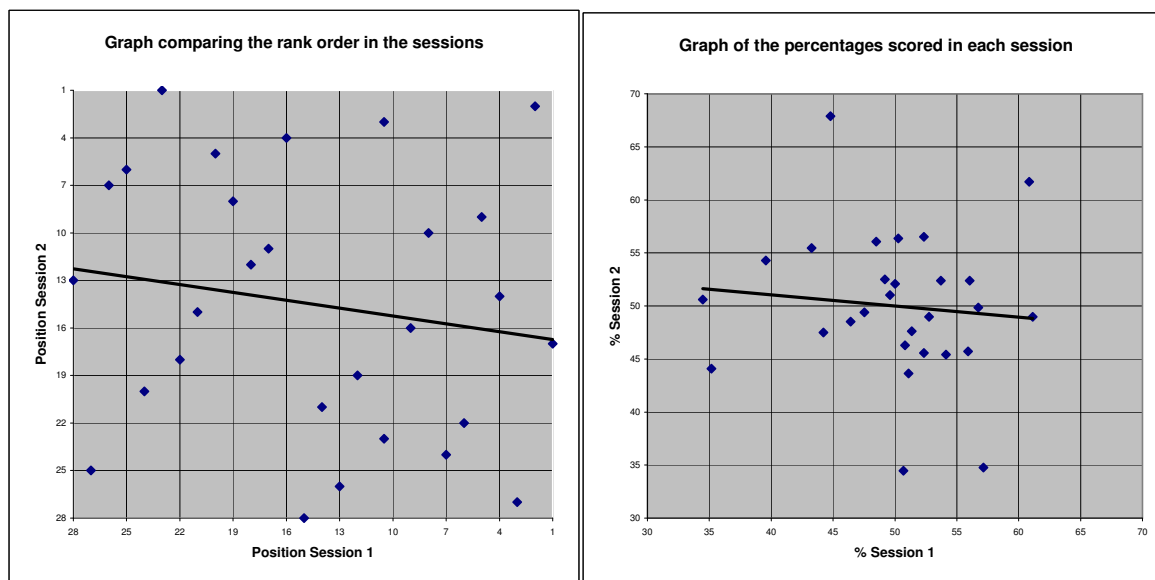 Graph comparing the rank order in the sessions
1
4
7
10
13
16
19
22
25
28
28 25 22 19 16 13 10 7 4 1
Position Session 2
Position Session 1
Graph of the percentages scored in each session
70
65
60
55
50
45
40
35
30
30 35 40 45 50 55 60 65 70
% Session 2
% Session 1